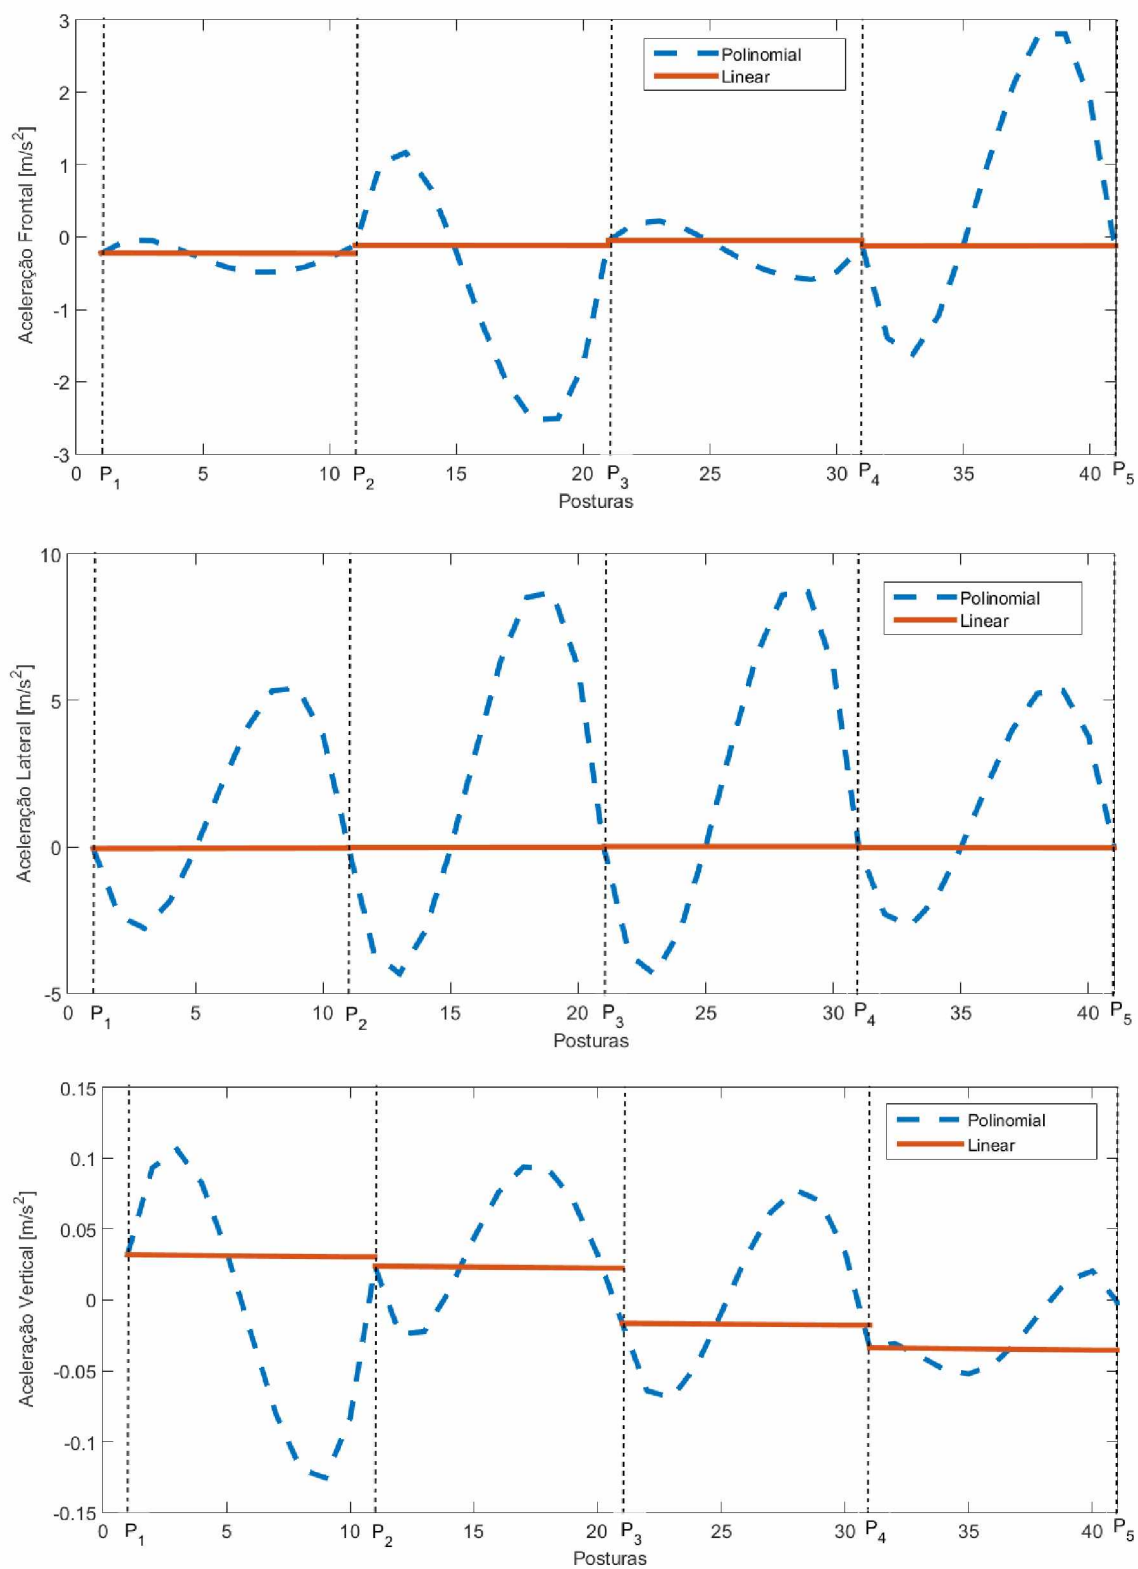 3
2
1
0
-1
-2
-3
Aceleração Frontal [m/s²]
Polinomial
Linear
0 P₁ 5 10 P₂ 15 20 P₃ 25 30 P₄ 35 40 P₅
Posturas
10
5
0
-5
Aceleração Lateral [m/s²]
Polinomial
Linear
0 P₁ 5 10 P₂ 15 20 P₃ 25 30 P₄ 35 40 P₅
Posturas
0.15
0.1
0.05
0
-0.05
-0.1
-0.15
Aceleração Vertical [m/s²]
Polinomial
Linear
0 P₁ 5 10 P₂ 15 20 P₃ 25 30 P₄ 35 40 P₅
Posturas